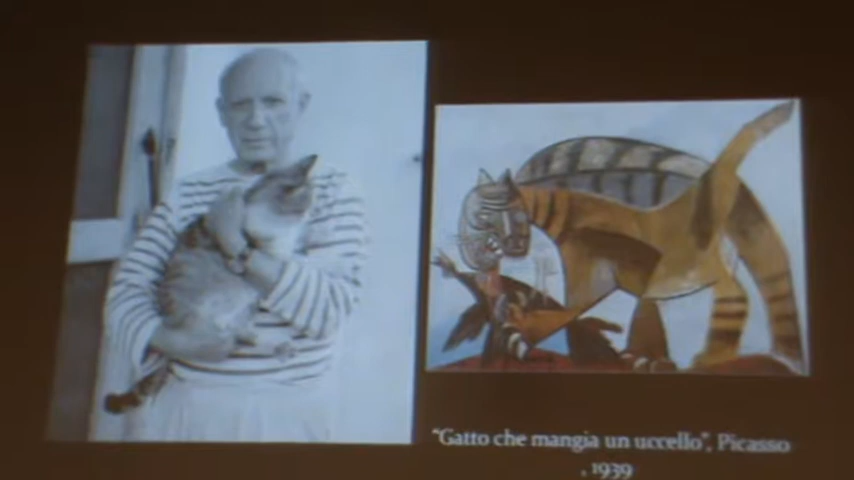 "Gatto che mangia un uccello", Picasso
, 1939